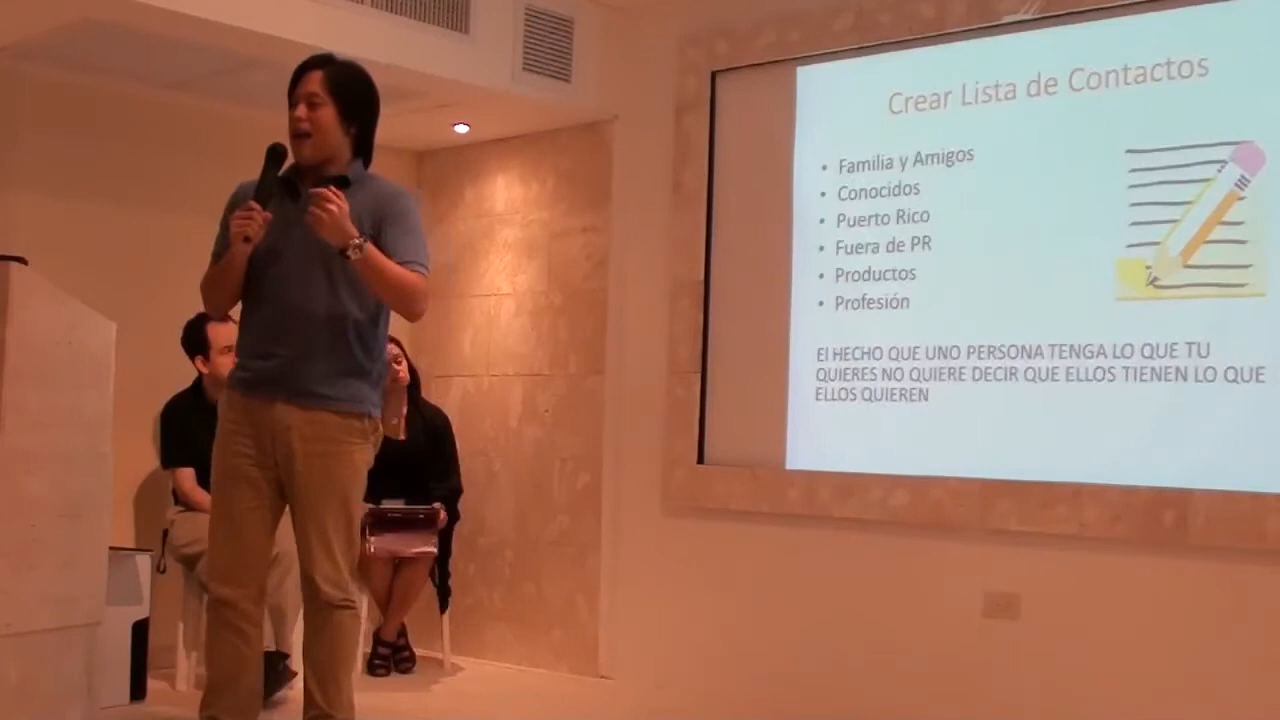 Crear Lista de Contactos
• Familia y Amigos
• Conocidos
• Puerto Rico
• Fuera de PR
• Productos
• Profesión
El HECHO QUE UNO PERSONA TENGA LO QUE TU
QUIERES NO QUIERE DECIR QUE ELLOS TIENEN LO QUE
ELLOS QUIEREN